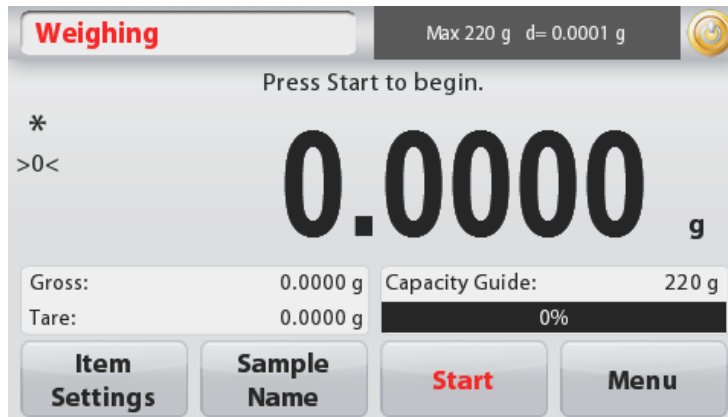 Weighing
Max 220 g d= 0.0001 g
Press Start to begin.
*
>0<
0.0000 g
Gross: 0.0000 g
Tare: 0.0000 g
Capacity Guide: 220 g
0%
Item
Settings
Sample
Name
Start
Menu